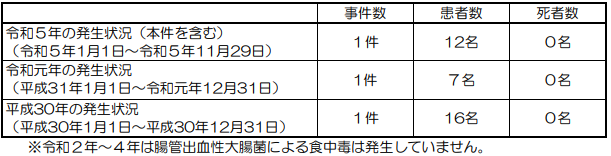 事件数 患者数 死者数
令和５年の発生状況（本件を含む）
（令和５年1月1日～令和５年11月29日） １件 12名 ０名
令和元年の発生状況
（平成31年1月1日～令和元年12月31日） 1件 ７名 ０名
平成30年の発生状況
（平成30年1月1日～平成30年12月31日） １件 16名 ０名
※令和２年～４年は腸管出血性大腸菌による食中毒は発生していません。